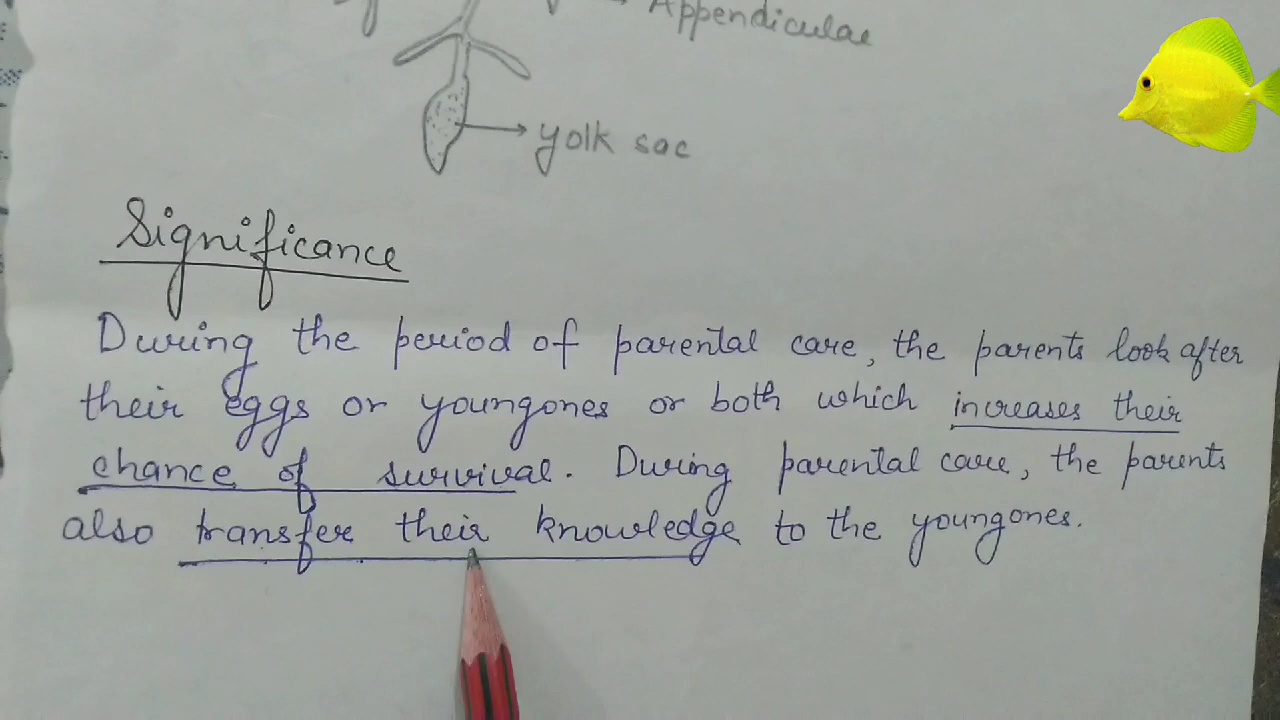 Appendiculae
yolk sac
Significance
During the period of parental care, the parents look after
their eggs or youngones or both which increases their
chance of survival. During parental care, the parents
also transfer their knowledge to the youngones.